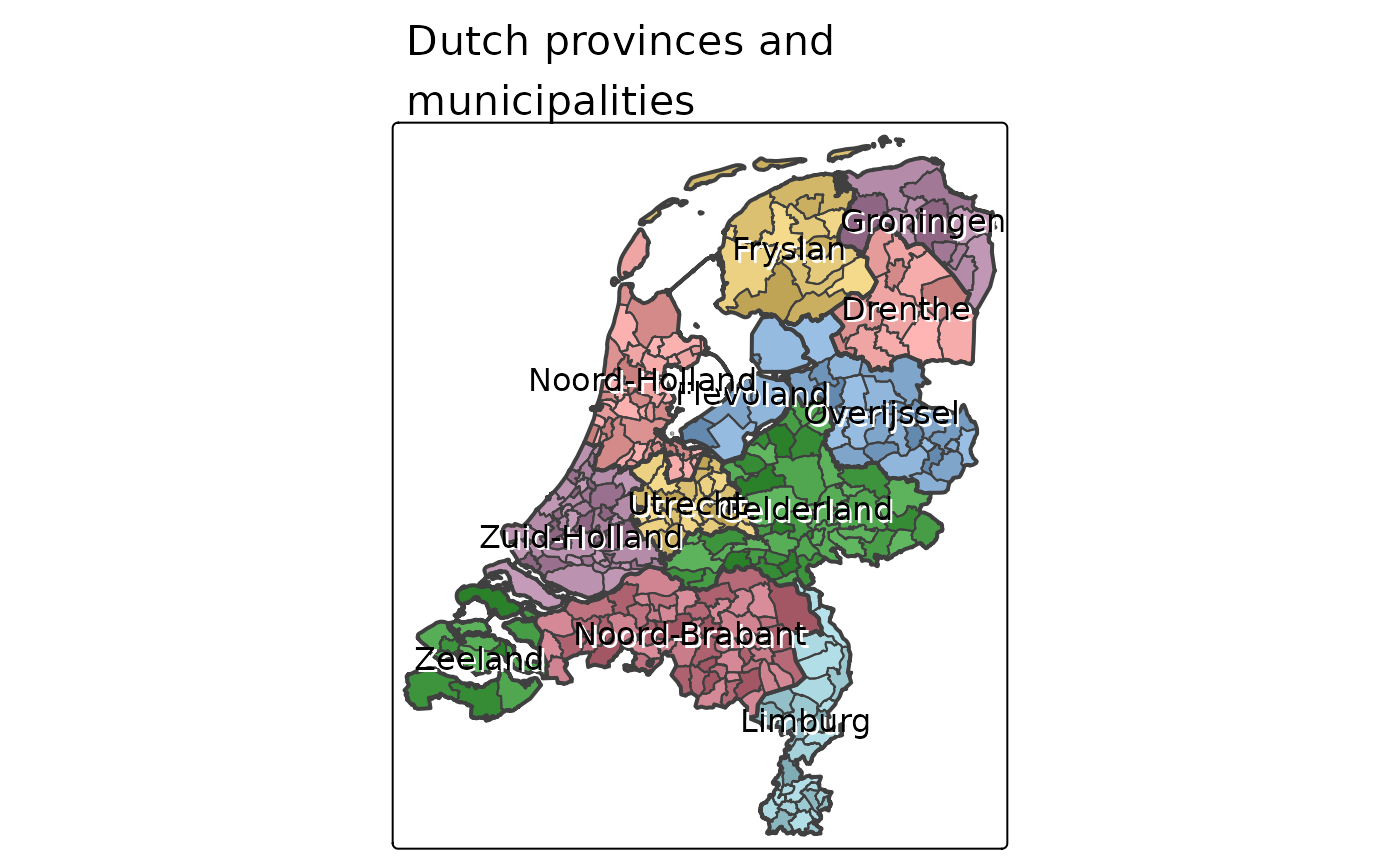 Dutch provinces and
municipalities
Groningen
Fryslan
Drenthe
Noord-Holland
Flevoland
Overijssel
Utrecht
Gelderland
Zuid-Holland
Noord-Brabant
Zeeland
Limburg